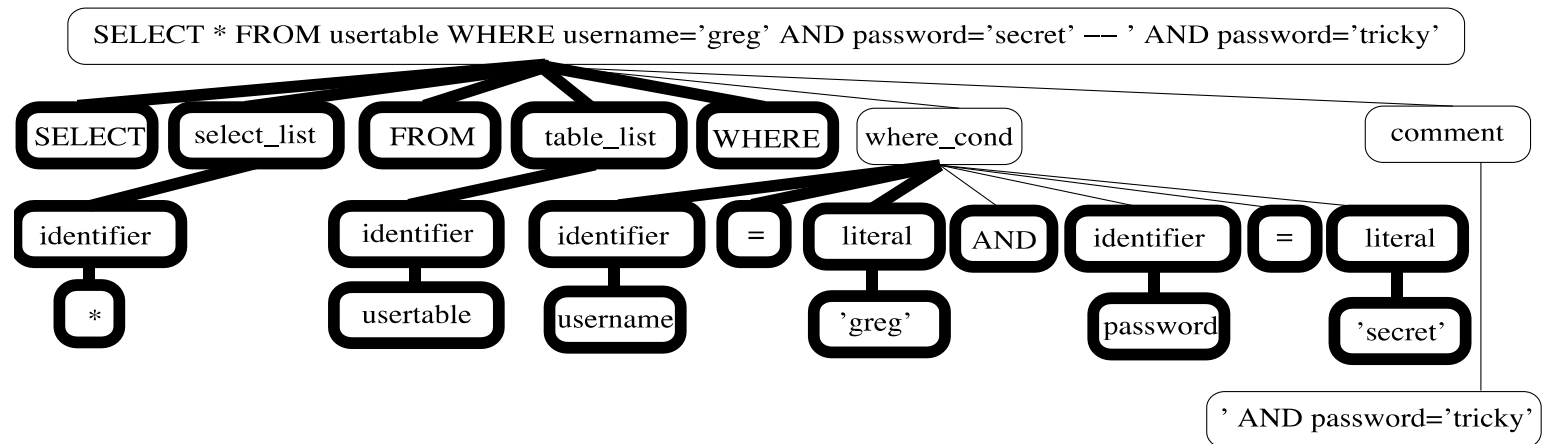 SELECT * FROM usertable WHERE username=’greg’ AND password=’secret’ −− ’ AND password=’tricky’
SELECT select_list FROM table_list WHERE where_cond comment
identifier identifier identifier = literal AND identifier = literal
* usertable username ’greg’ password ’secret’
’ AND password=’tricky’